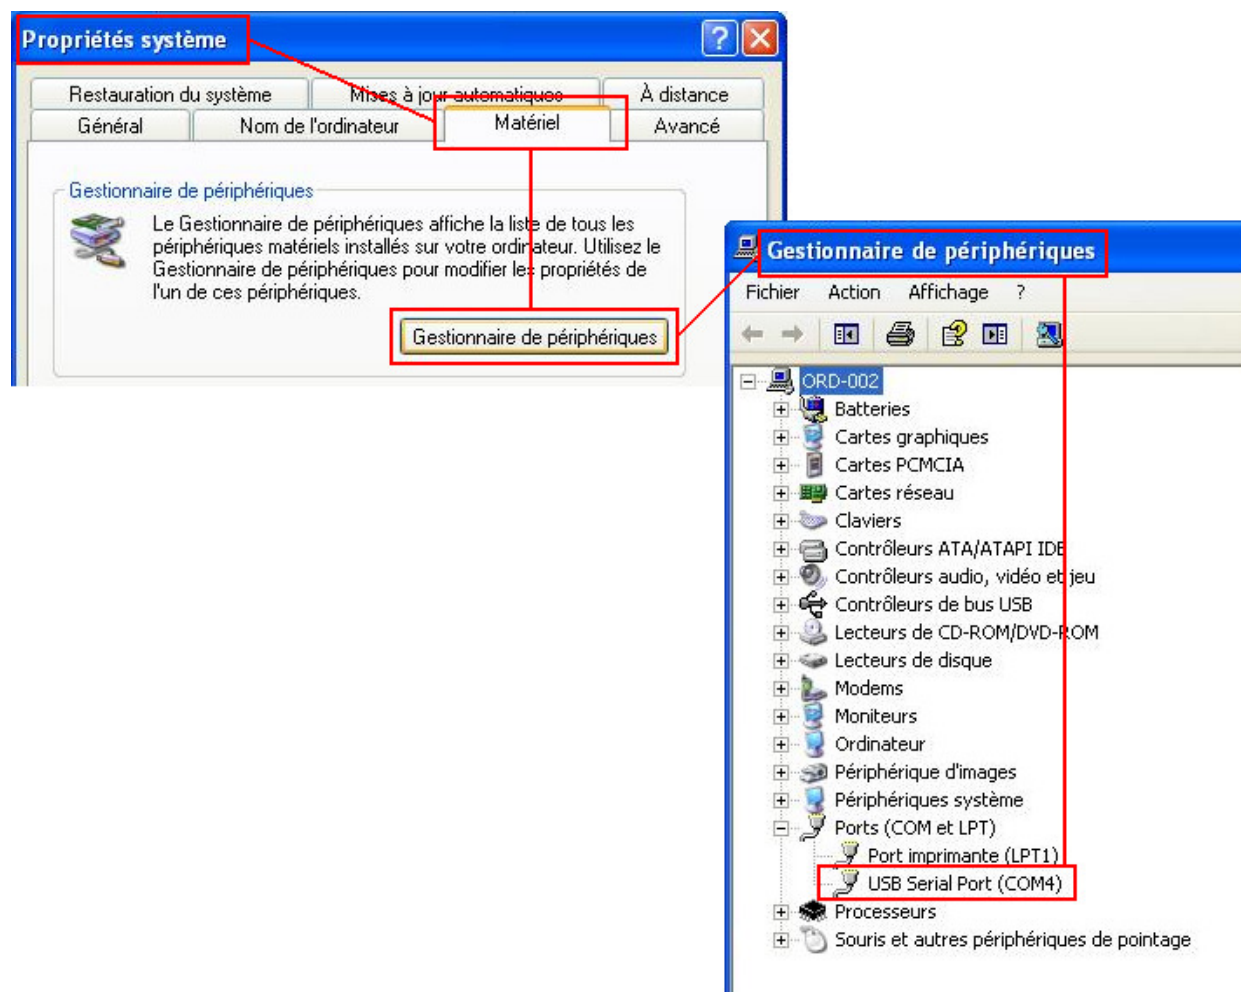 Propriétés système
?
Restauration du système
Mises à jour automatiques
À distance
Général
Nom de l'ordinateur
Matériel
Avancé
Gestionnaire de périphériques
Le Gestionnaire de périphériques affiche la liste de tous les
périphériques matériels installés sur votre ordinateur. Utilisez le
Gestionnaire de périphériques pour modifier les propriétés de
l'un de ces périphériques.
Gestionnaire de périphériques
Gestionnaire de périphériques
Fichier Action Affichage ?
ORD-002
Batteries
Cartes graphiques
Cartes PCMCIA
Cartes réseau
Claviers
Contrôleurs ATA/ATAPI IDE
Contrôleurs audio, vidéo et jeu
Contrôleurs de bus USB
Lecteurs de CD-ROM/DVD-ROM
Lecteurs de disque
Modems
Moniteurs
Ordinateur
Périphérique d'images
Périphériques système
Ports (COM et LPT)
Port imprimante (LPT1)
USB Serial Port (COM4)
Processeurs
Souris et autres périphériques de pointage